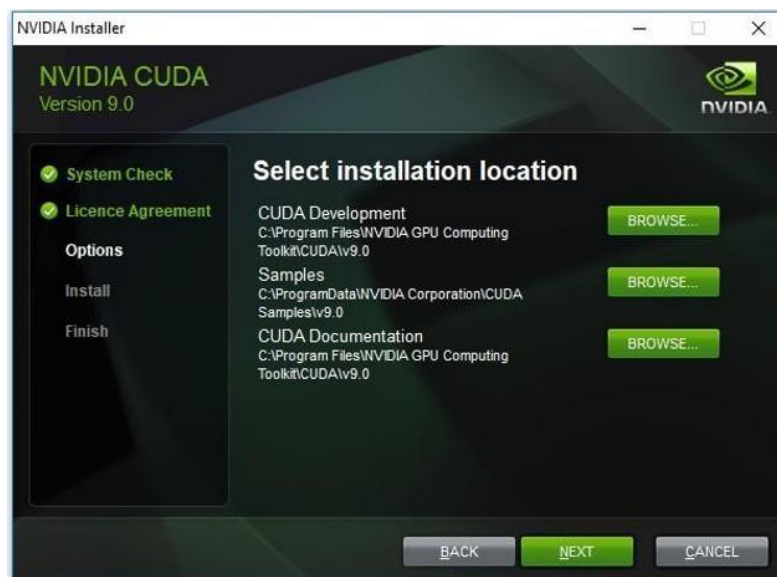 NVIDIA Installer
NVIDIA CUDA
Version 9.0
NVIDIA
System Check
Licence Agreement
Options
Install
Finish
Select installation location
CUDA Development
C:\Program Files\NVIDIA GPU Computing
Toolkit\CUDA\v9.0
BROWSE...
Samples
C:\ProgramData\NVIDIA Corporation\CUDA
Samples\v9.0
BROWSE...
CUDA Documentation
C:\Program Files\NVIDIA GPU Computing
Toolkit\CUDA\v9.0
BROWSE...
BACK
NEXT
CANCEL